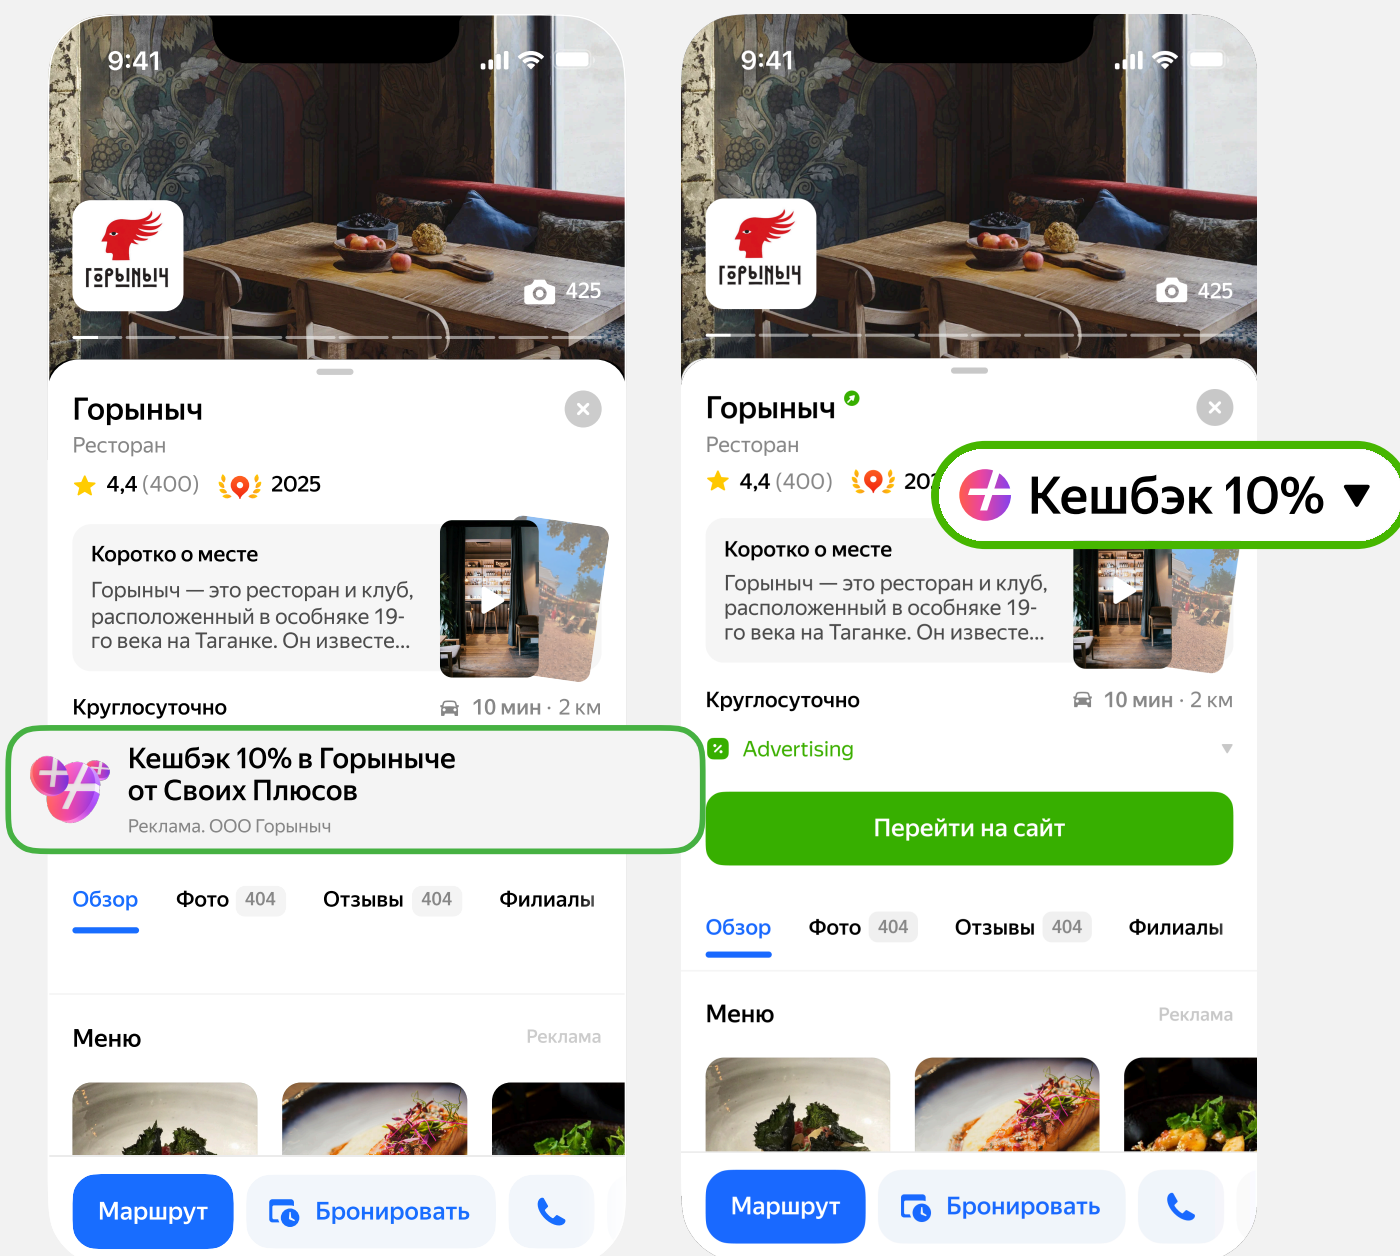 9:41
ГОРЫНЫЧ
425
Горыныч
Ресторан
4,4 (400) 2025
Коротко о месте
Горыныч — это ресторан и клуб,
расположенный в особняке 19-
го века на Таганке. Он известе...
Круглосуточно 10 мин · 2 км
Кешбэк 10% в Горыныче
от Своих Плюсов
Реклама. ООО Горыныч
Обзор Фото 404 Отзывы 404 Филиалы
Меню Реклама
Маршрут Бронировать
9:41
ГОРЫНЫЧ
425
Горыныч
Ресторан
4,4 (400) 202
Кешбэк 10%
Коротко о месте
Горыныч — это ресторан и клуб,
расположенный в особняке 19-
го века на Таганке. Он известе...
Круглосуточно 10 мин · 2 км
Advertising
Перейти на сайт
Обзор Фото 404 Отзывы 404 Филиалы
Меню Реклама
Маршрут Бронировать